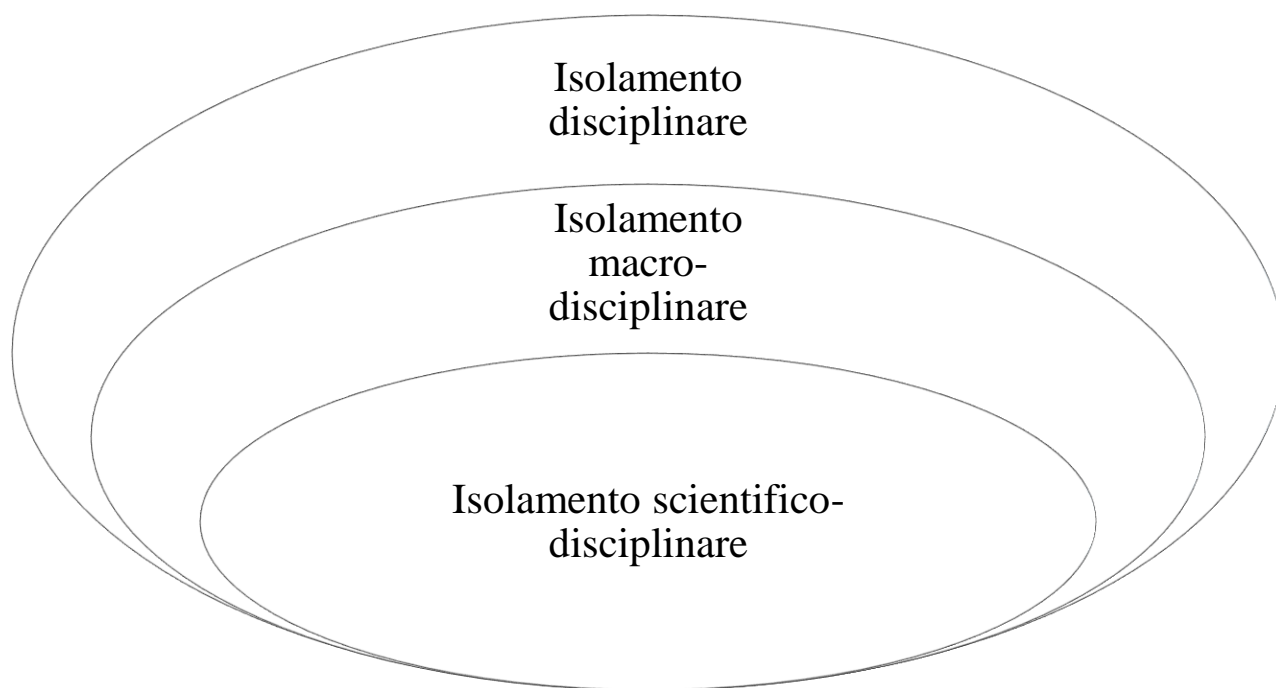 Isolamento
disciplinare
Isolamento
macro-
disciplinare
Isolamento scientifico-
disciplinare